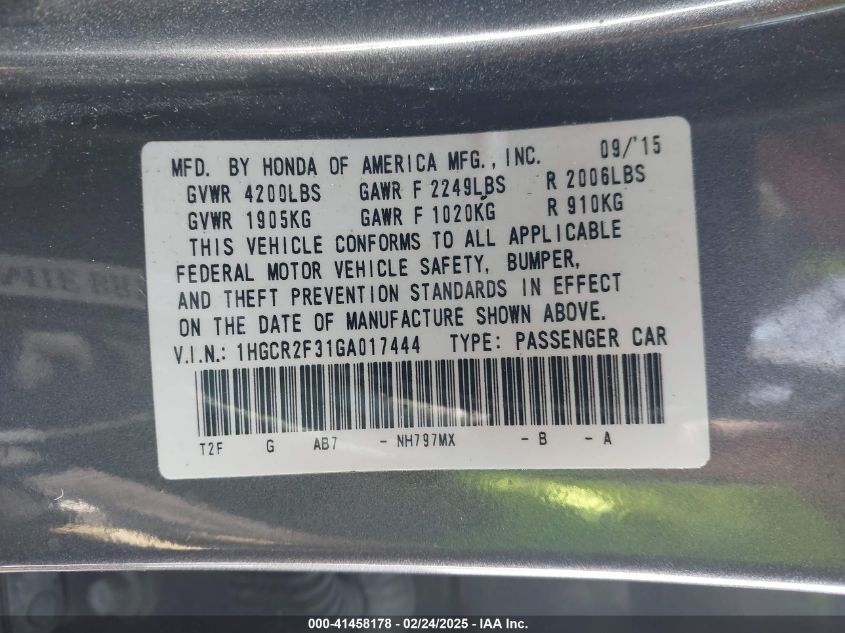 MFD. BY HONDA OF AMERICA MFG., INC. 09/'15
GVWR 4200LBS GAWR F 2249LBS R 2006LBS
GVWR 1905KG GAWR F 1020KG R 910KG
THIS VEHICLE CONFORMS TO ALL APPLICABLE
FEDERAL MOTOR VEHICLE SAFETY, BUMPER,
AND THEFT PREVENTION STANDARDS IN EFFECT
ON THE DATE OF MANUFACTURE SHOWN ABOVE.
V.I.N.: 1HGCR2F31GA017444 TYPE: PASSENGER CAR
T2F G AB7 - NH797MX - B - A
000-41458178 - 02/24/2025 - IAA Inc.